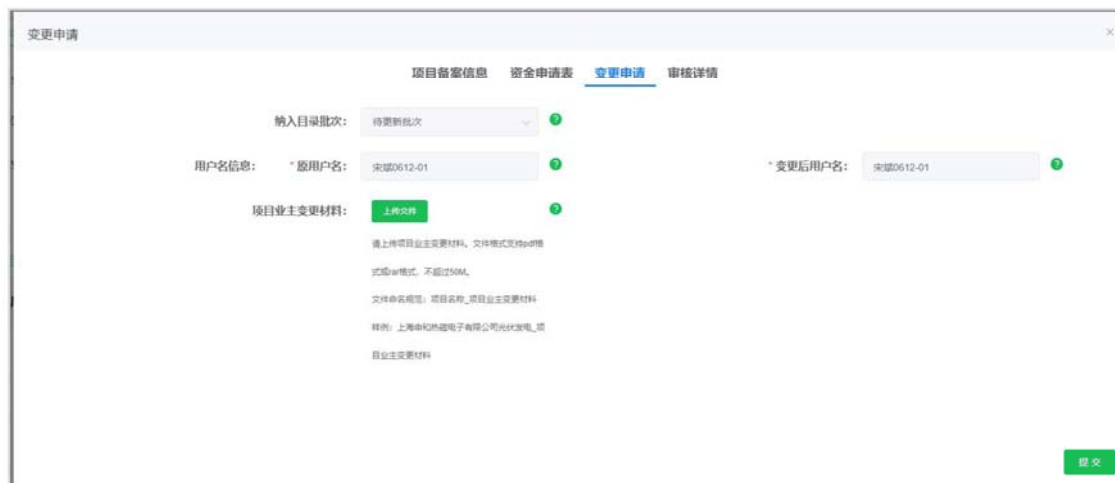 变更申请
×
项目备案信息 资金申请表 变更申请 审核详情
纳入目录批次： 待更新批次 ?
用户名信息： *原用户名： 宋斌0612-01 ? *变更后用户名： 宋斌0612-01 ?
项目业主变更材料： 上传文件 ?
请上传项目业主变更材料。文件格式支持pdf格
式或rar格式，不超过50M。
文件命名规范：项目名称_项目业主变更材料
样例：上海申和热磁电子有限公司光伏发电_项
目业主变更材料
提交